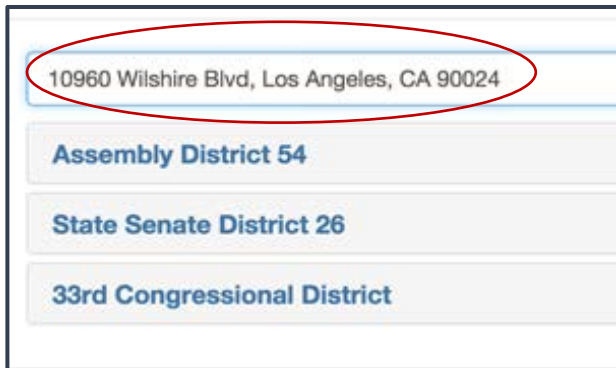 10960 Wilshire Blvd, Los Angeles, CA 90024
Assembly District 54
State Senate District 26
33rd Congressional District